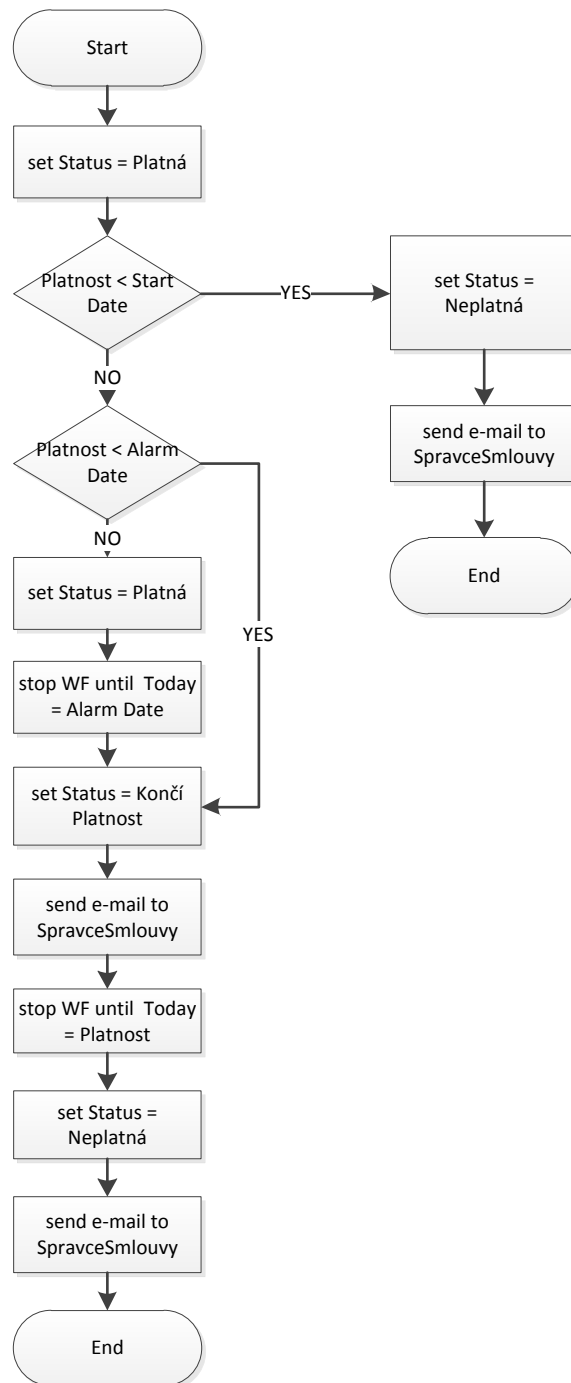 Start
set Status = Platná
Platnost < Start
Date
YES
set Status =
Neplatná
NO
send e-mail to
SpravceSmlouvy
End
Platnost < Alarm
Date
NO
YES
set Status = Platná
stop WF until  Today
= Alarm Date
set Status = Končí
Platnost
send e-mail to
SpravceSmlouvy
stop WF until  Today
= Platnost
set Status =
Neplatná
send e-mail to
SpravceSmlouvy
End